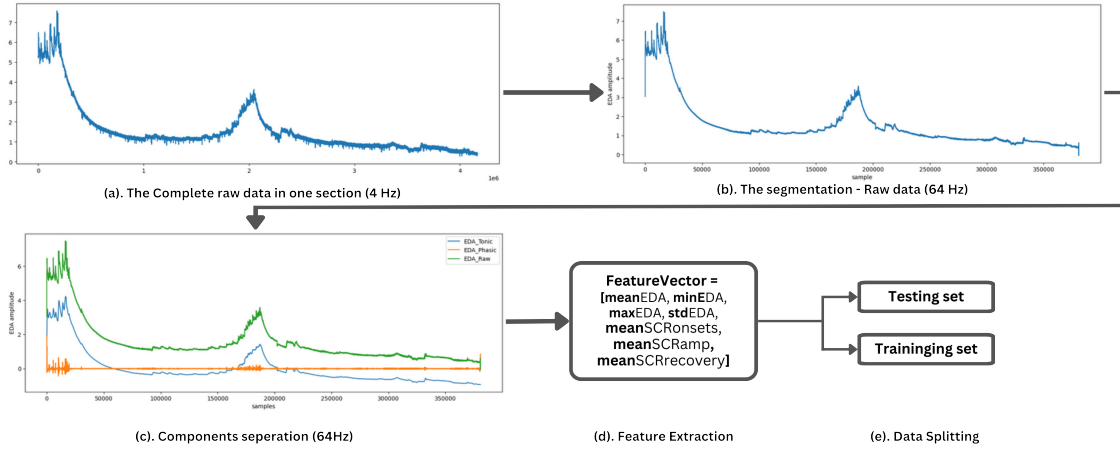 7
6
5
4
3
2
1
0
0
1
2
3
4
1e6
(a). The Complete raw data in one section (4 Hz)
EDA amplitude
7
6
5
4
3
2
1
0
0
50000
100000
150000
200000
250000
300000
350000
sample
(b). The segmentation - Raw data (64 Hz)
EDA amplitude
6
4
2
0
EDA_Tonic
EDA_Phasic
EDA_Raw
0
50000
100000
150000
200000
250000
300000
350000
samples
(c). Components seperation (64Hz)
FeatureVector =
[meanEDA, minEDA,
maxEDA, stdEDA,
meanSCRonsets,
meanSCRamp,
meanSCRrecovery]
(d). Feature Extraction
Testing set
Traininging set
(e). Data Splitting